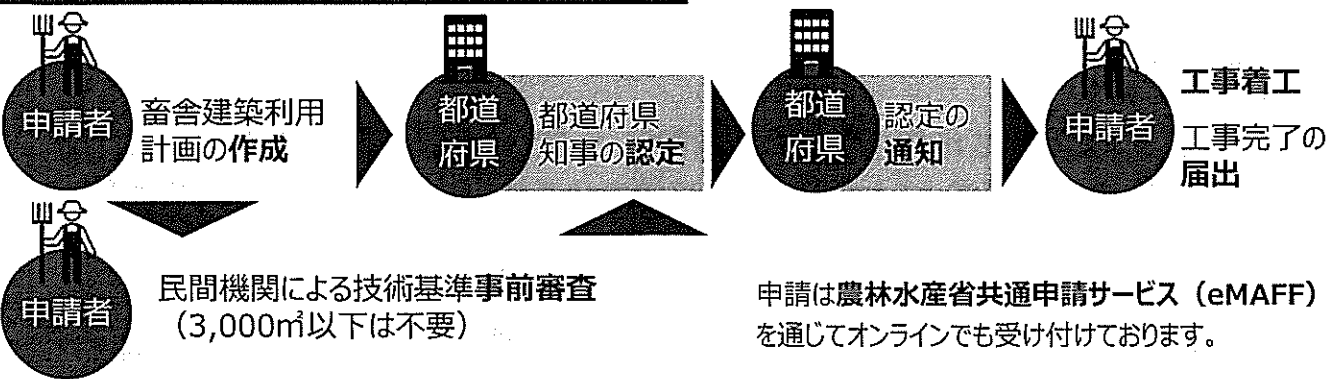 申請者
畜舎建築利用
計画の作成
都道
府県
都道府県
知事の認定
都道
府県
認定の
通知
申請者
工事着工
工事完了の
届出
申請者
民間機関による技術基準事前審査
（3,000㎡以下は不要）
申請は農林水産省共通申請サービス（eMAFF）
を通じてオンラインでも受け付けております。